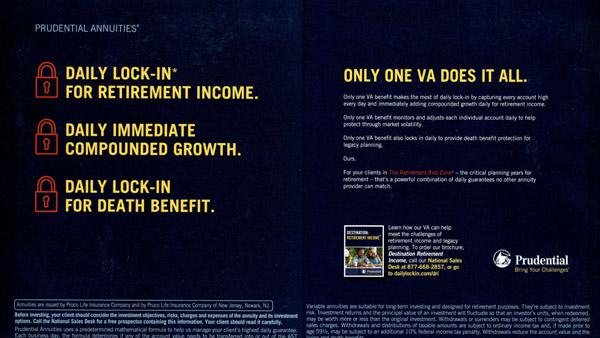 PRUDENTIAL ANNUITIES®
DAILY LOCK-IN*
FOR RETIREMENT INCOME.
DAILY IMMEDIATE
COMPOUNDED GROWTH.
DAILY LOCK-IN
FOR DEATH BENEFIT.
Annuities are issued by Pruco Life Insurance Company and by Pruco Life Insurance Company of New Jersey, Newark, NJ.
Before investing, your client should consider the investment objectives, risks, charges and expenses of the annuity and its investment
options. Call the National Sales Desk for a free prospectus containing this information. Your client should read it carefully.
Prudential Annuities uses a predetermined mathematical formula to help us manage your client's highest daily guarantee.
Each business day, the formula determines if any of the account value needs to be transferred into or out of the AST
ONLY ONE VA DOES IT ALL.
Only one VA benefit makes the most of daily lock-in by capturing every account high
every day and immediately adding compounded growth daily for retirement income.
Only one VA benefit monitors and adjusts each individual account daily to help
protect through market volatility.
Only one VA benefit also locks in daily to provide death benefit protection for
legacy planning.
Ours.
For your clients in The Retirement Red Zone® – the critical planning years for
retirement – that's a powerful combination of daily guarantees no other annuity
provider can match.
DESTINATION:
RETIREMENT INCOME
Learn how our VA can help
meet the challenges of
retirement income and legacy
planning. To order our brochure,
Destination Retirement
Income, call our National Sales
Desk at 877-668-2857, or go
to dailylockin.com/dri
Prudential
Bring Your Challenges®
Variable annuities are suitable for long-term investing and designed for retirement purposes. They're subject to investment
risk. Investment returns and the principal value of an investment will fluctuate so that an investor's units, when redeemed,
may be worth more or less than the original investment. Withdrawals or surrenders may be subject to contingent deferred
sales charges. Withdrawals and distributions of taxable amounts are subject to ordinary income tax and, if made prior to
age 59½, may be subject to an additional 10% federal income tax penalty. Withdrawals reduce the account value and the
living and death benefits